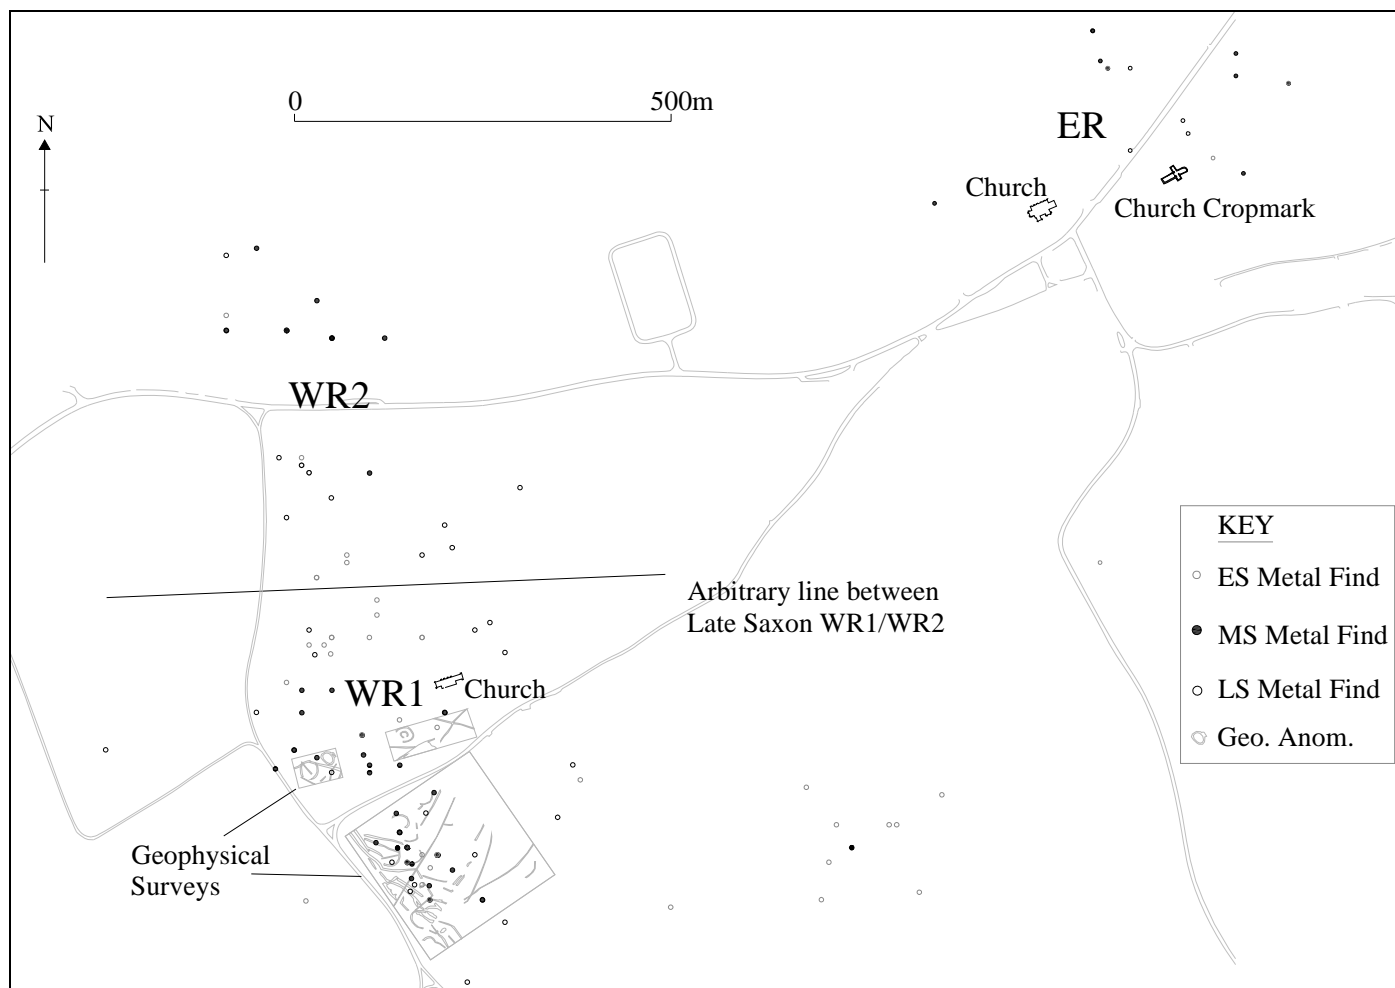 0 500m
N
ER
Church
Church Cropmark
WR2
KEY
ES Metal Find
Arbitrary line between
Late Saxon WR1/WR2
MS Metal Find
WR1
Church
LS Metal Find
Geo. Anom.
Geophysical
Surveys